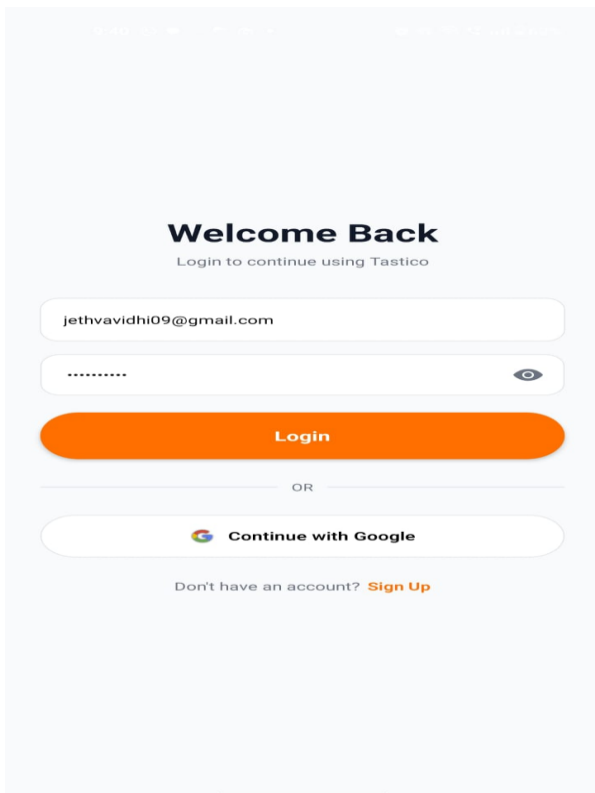 Welcome Back
Login to continue using Tastico
jethvavidhi09@gmail.com
••••••••••
Login
OR
Continue with Google
Don't have an account? Sign Up